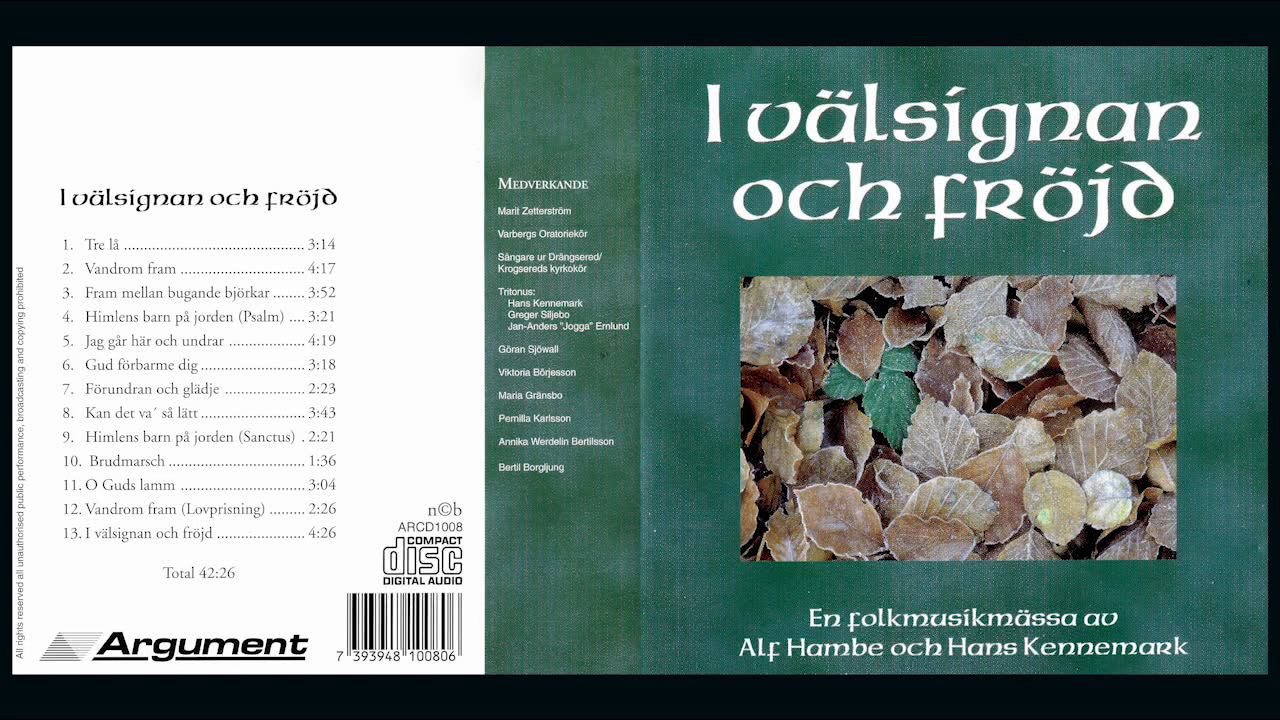 I välsignan och fröjd
1. Tre lå ........................................... 3:14
2. Vandrom fram .............................. 4:17
3. Fram mellan bugande björkar ........ 3:52
4. Himlens barn på jorden (Psalm) .... 3:21
5. Jag går här och undrar .................. 4:19
6. Gud förbarme dig ......................... 3:18
7. Förundran och glädje ................... 2:23
8. Kan det va´ så lätt ......................... 3:43
9. Himlens barn på jorden (Sanctus) . 2:21
10. Brudmarsch ................................. 1:36
11. O Guds lamm .............................. 3:04
12. Vandrom fram (Lovprisning) ......... 2:26
13. I välsignan och fröjd ..................... 4:26
Total 42:26
All rights reserved all unauthorised public performance, broadcasting and copying prohibited
n©b
ARCD1008
COMPACT
disc
DIGITAL AUDIO
Argument
7 393948 100806
MEDVERKANDE
Marit Zetterström
Varbergs Oratoriekör
Sångare ur Drängsered/
Krogsereds kyrkokör
Tritonus:
Hans Kennemark
Greger Siljebo
Jan-Anders "Jogga" Ernlund
Göran Sjöwall
Viktoria Börjesson
Maria Gränsbo
Pernilla Karlsson
Annika Werdelin Bertilsson
Bertil Borgljung
I välsignan
och fröjd
En folkmusikmässa av
Alf Hambe och Hans Kennemark